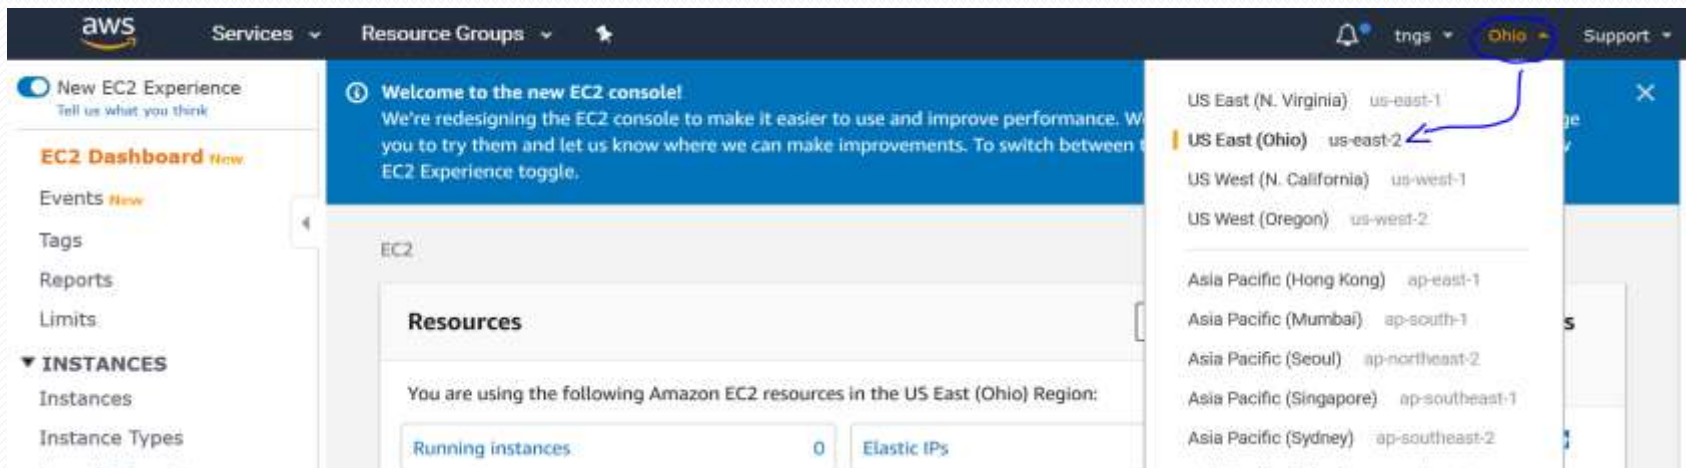 aws Services Resource Groups tngs Ohio Support
New EC2 Experience
Tell us what you think
EC2 Dashboard New
Events New
Tags
Reports
Limits
INSTANCES
Instances
Instance Types
Welcome to the new EC2 console!
We're redesigning the EC2 console to make it easier to use and improve performance. W
you to try them and let us know where we can make improvements. To switch between
EC2 Experience toggle.
EC2
Resources
You are using the following Amazon EC2 resources in the US East (Ohio) Region:
Running instances 0 Elastic IPs
US East (N. Virginia) us-east-1
US East (Ohio) us-east-2
US West (N. California) us-west-1
US West (Oregon) us-west-2
Asia Pacific (Hong Kong) ap-east-1
Asia Pacific (Mumbai) ap-south-1
Asia Pacific (Seoul) ap-northeast-2
Asia Pacific (Singapore) ap-southeast-1
Asia Pacific (Sydney) ap-southeast-2